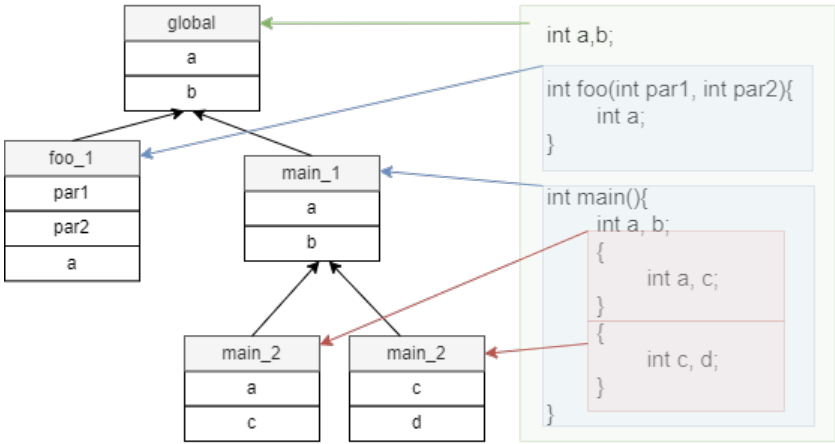 global
a
b
foo_1
par1
par2
a
main_1
a
b
main_2
a
c
main_2
c
d
int a,b;
int foo(int par1, int par2){
int a;
}
int main(){
int a, b;
{
int a, c;
}
{
int c, d;
}
}